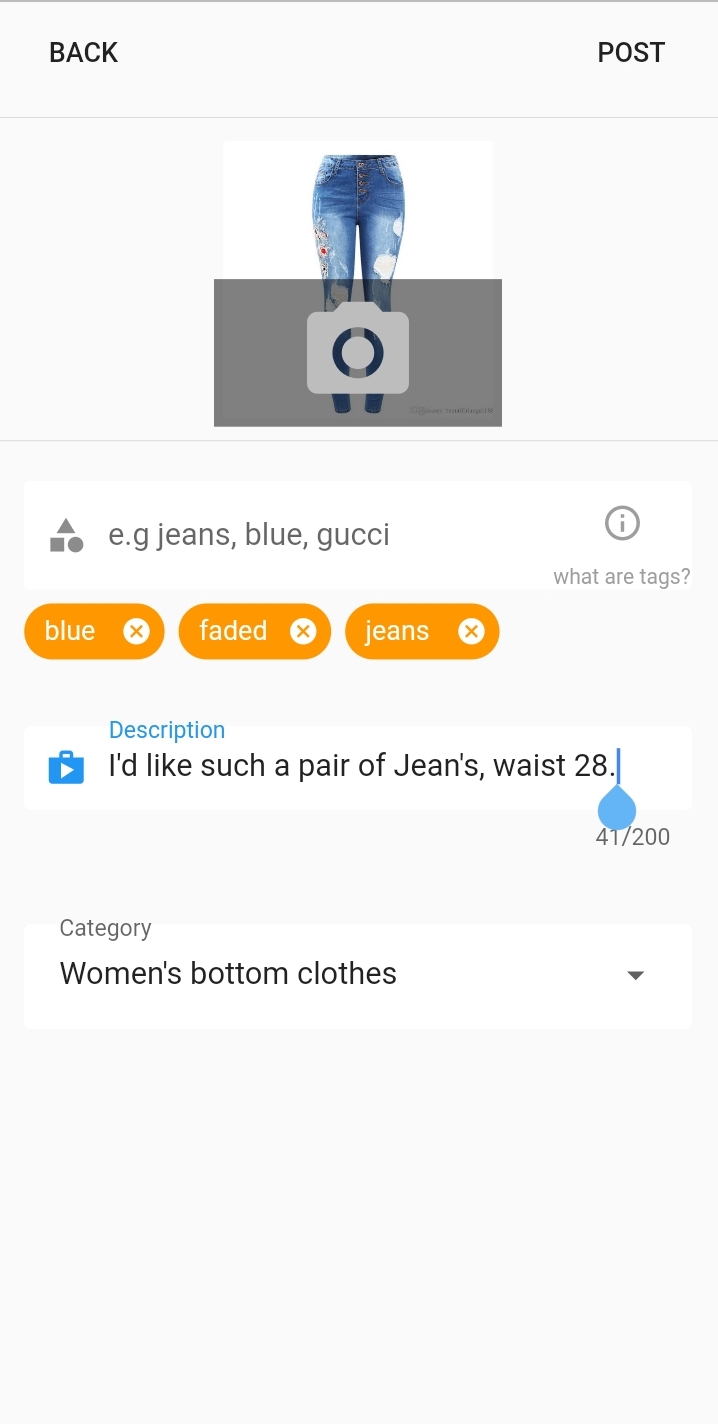 BACK
POST
e.g jeans, blue, gucci
what are tags?
blue
faded
jeans
Description
I'd like such a pair of Jean's, waist 28.
41/200
Category
Women's bottom clothes